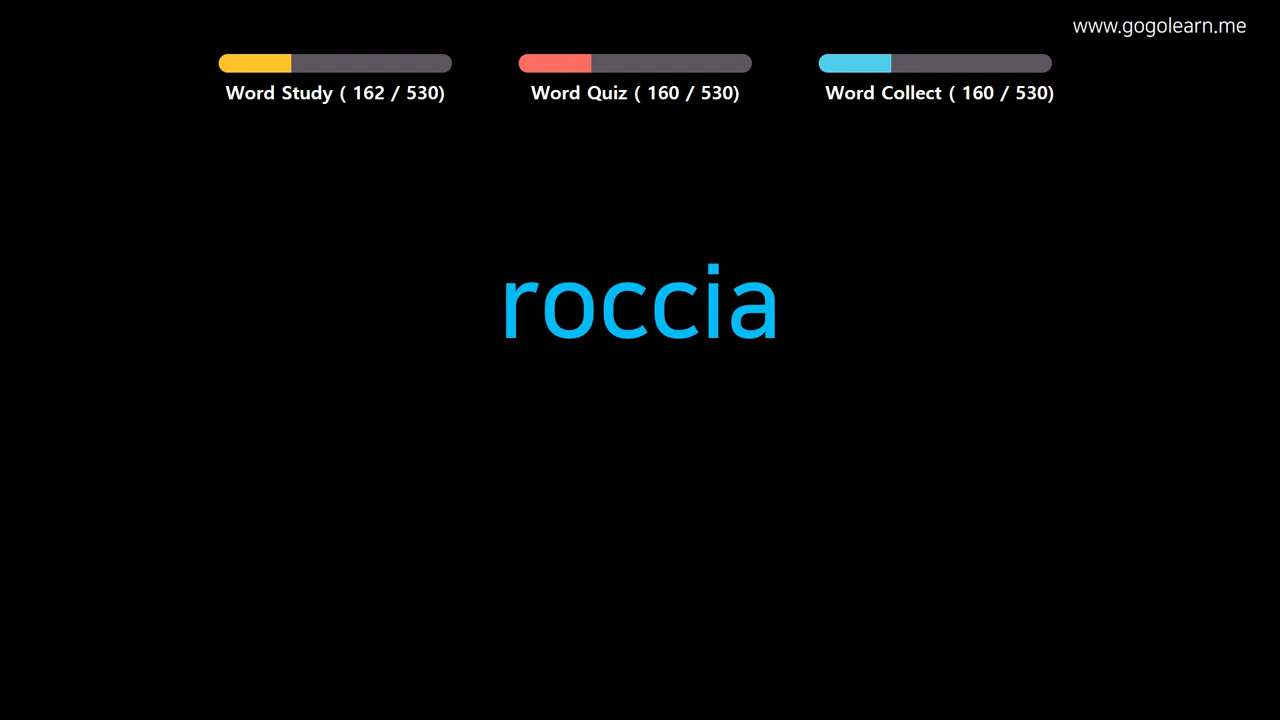 www.gogolearn.me
Word Study ( 162 / 530)
Word Quiz ( 160 / 530)
Word Collect ( 160 / 530)
roccia